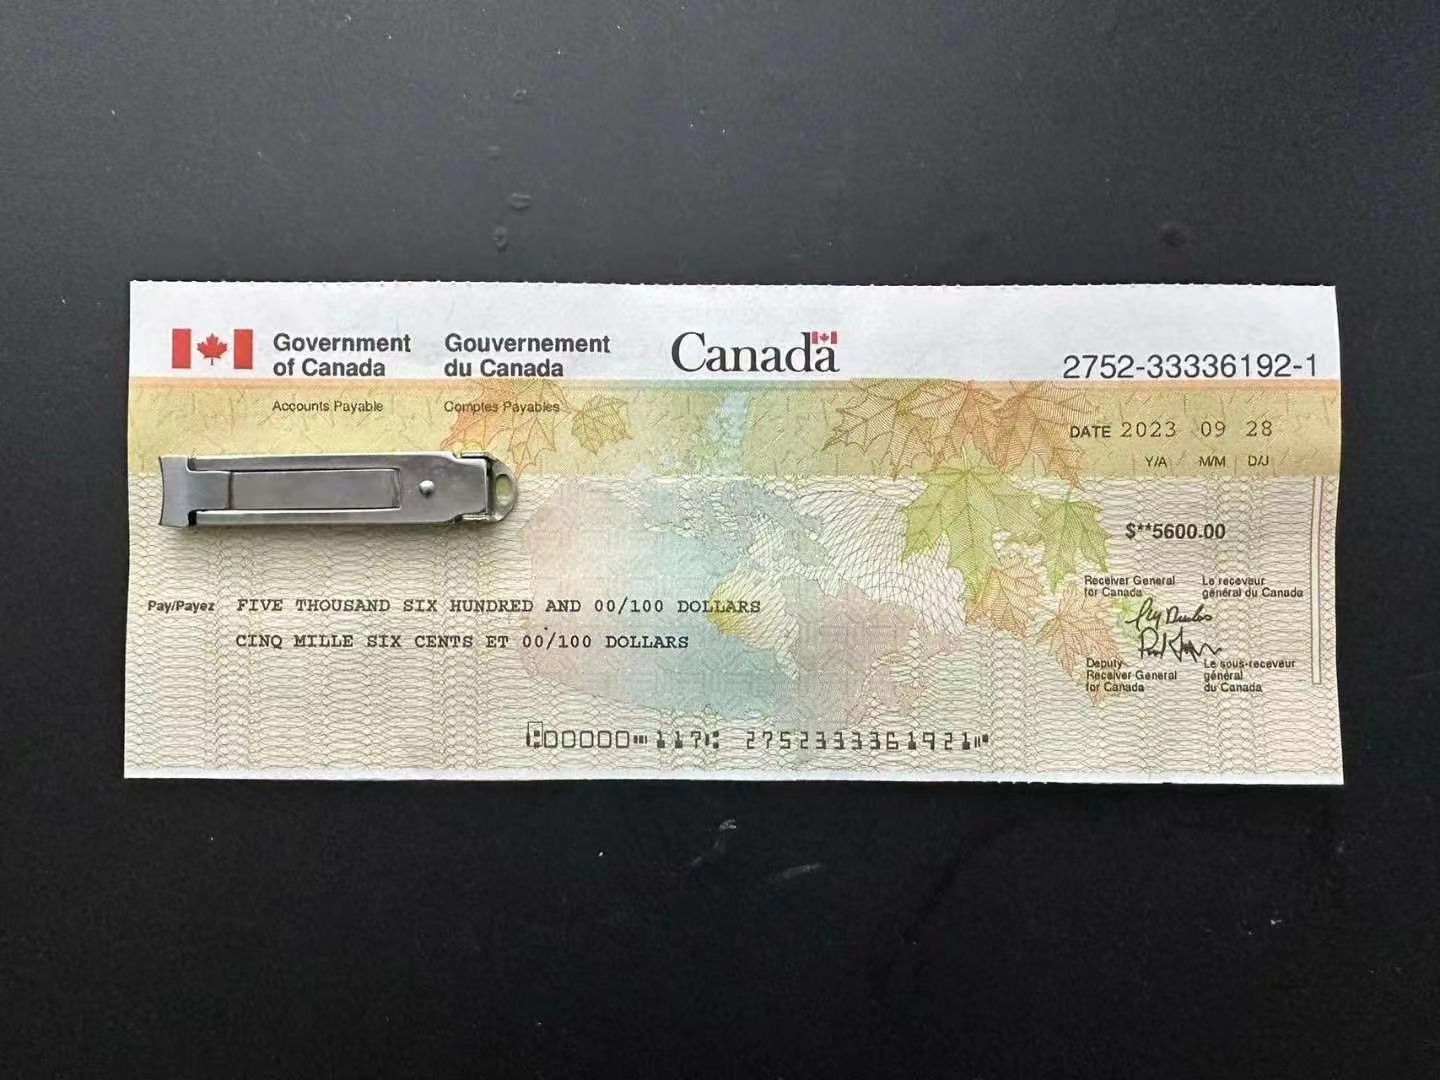 Government of Canada
Gouvernement du Canada
Canada
2752-33336192-1
Accounts Payable
Comptes Payables
DATE 2023 09 28
Y/A M/M D/J
$**5600.00
Receiver General for Canada
Le receveur général du Canada
Pay/Payez FIVE THOUSAND SIX HUNDRED AND 00/100 DOLLARS
CINQ MILLE SIX CENTS ET 00/100 DOLLARS
Deputy Receiver General for Canada
Le sous-receveur général du Canada
00000 117 2752333361921